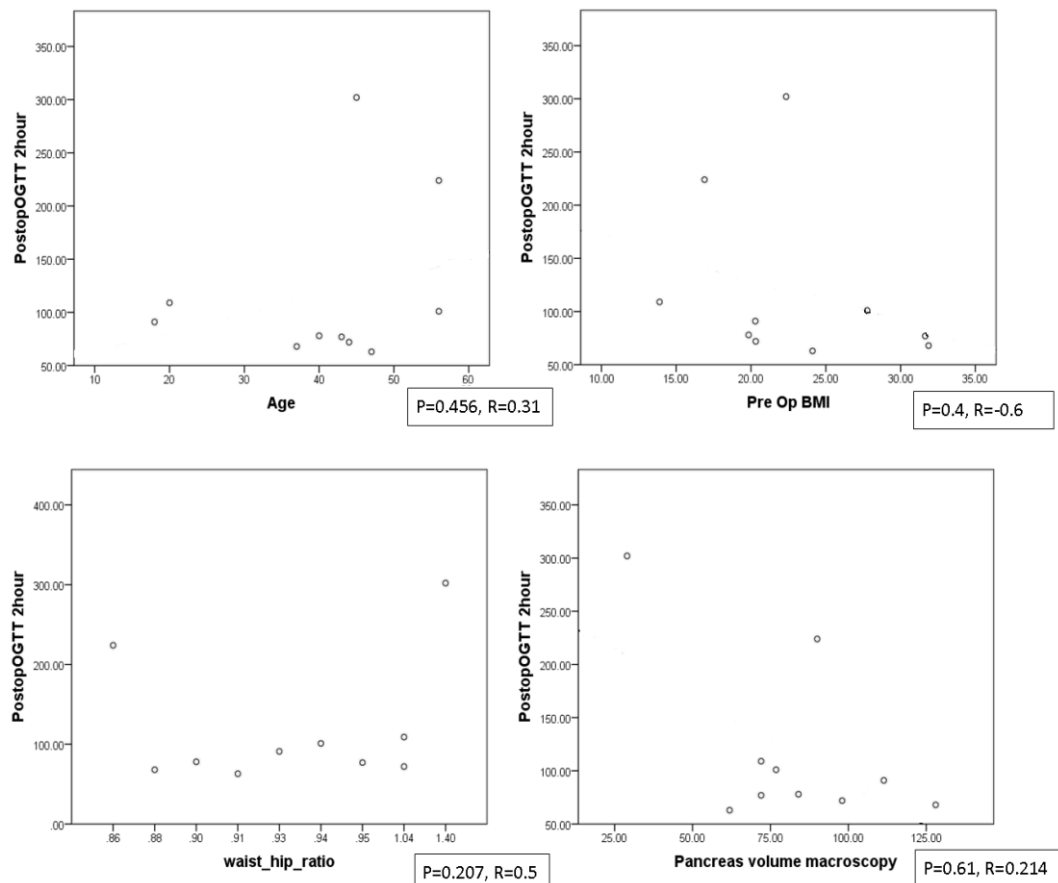 PostopOGTT 2hour
350.00
300.00
250.00
200.00
150.00
100.00
50.00
10 20 30 40 50 60
Age
P=0.456, R=0.31
PostopOGTT 2hour
350.00
300.00
250.00
200.00
150.00
100.00
50.00
10.00 15.00 20.00 25.00 30.00 35.00
Pre Op BMI
P=0.4, R=-0.6
PostopOGTT 2hour
400.00
300.00
200.00
100.00
.00
.86 .88 .90 .91 .93 .94 .95 1.04 1.40
waist_hip_ratio
P=0.207, R=0.5
PostopOGTT 2hour
350.00
300.00
250.00
200.00
150.00
100.00
50.00
25.00 50.00 75.00 100.00 125.00
Pancreas volume macroscopy
P=0.61, R=0.214